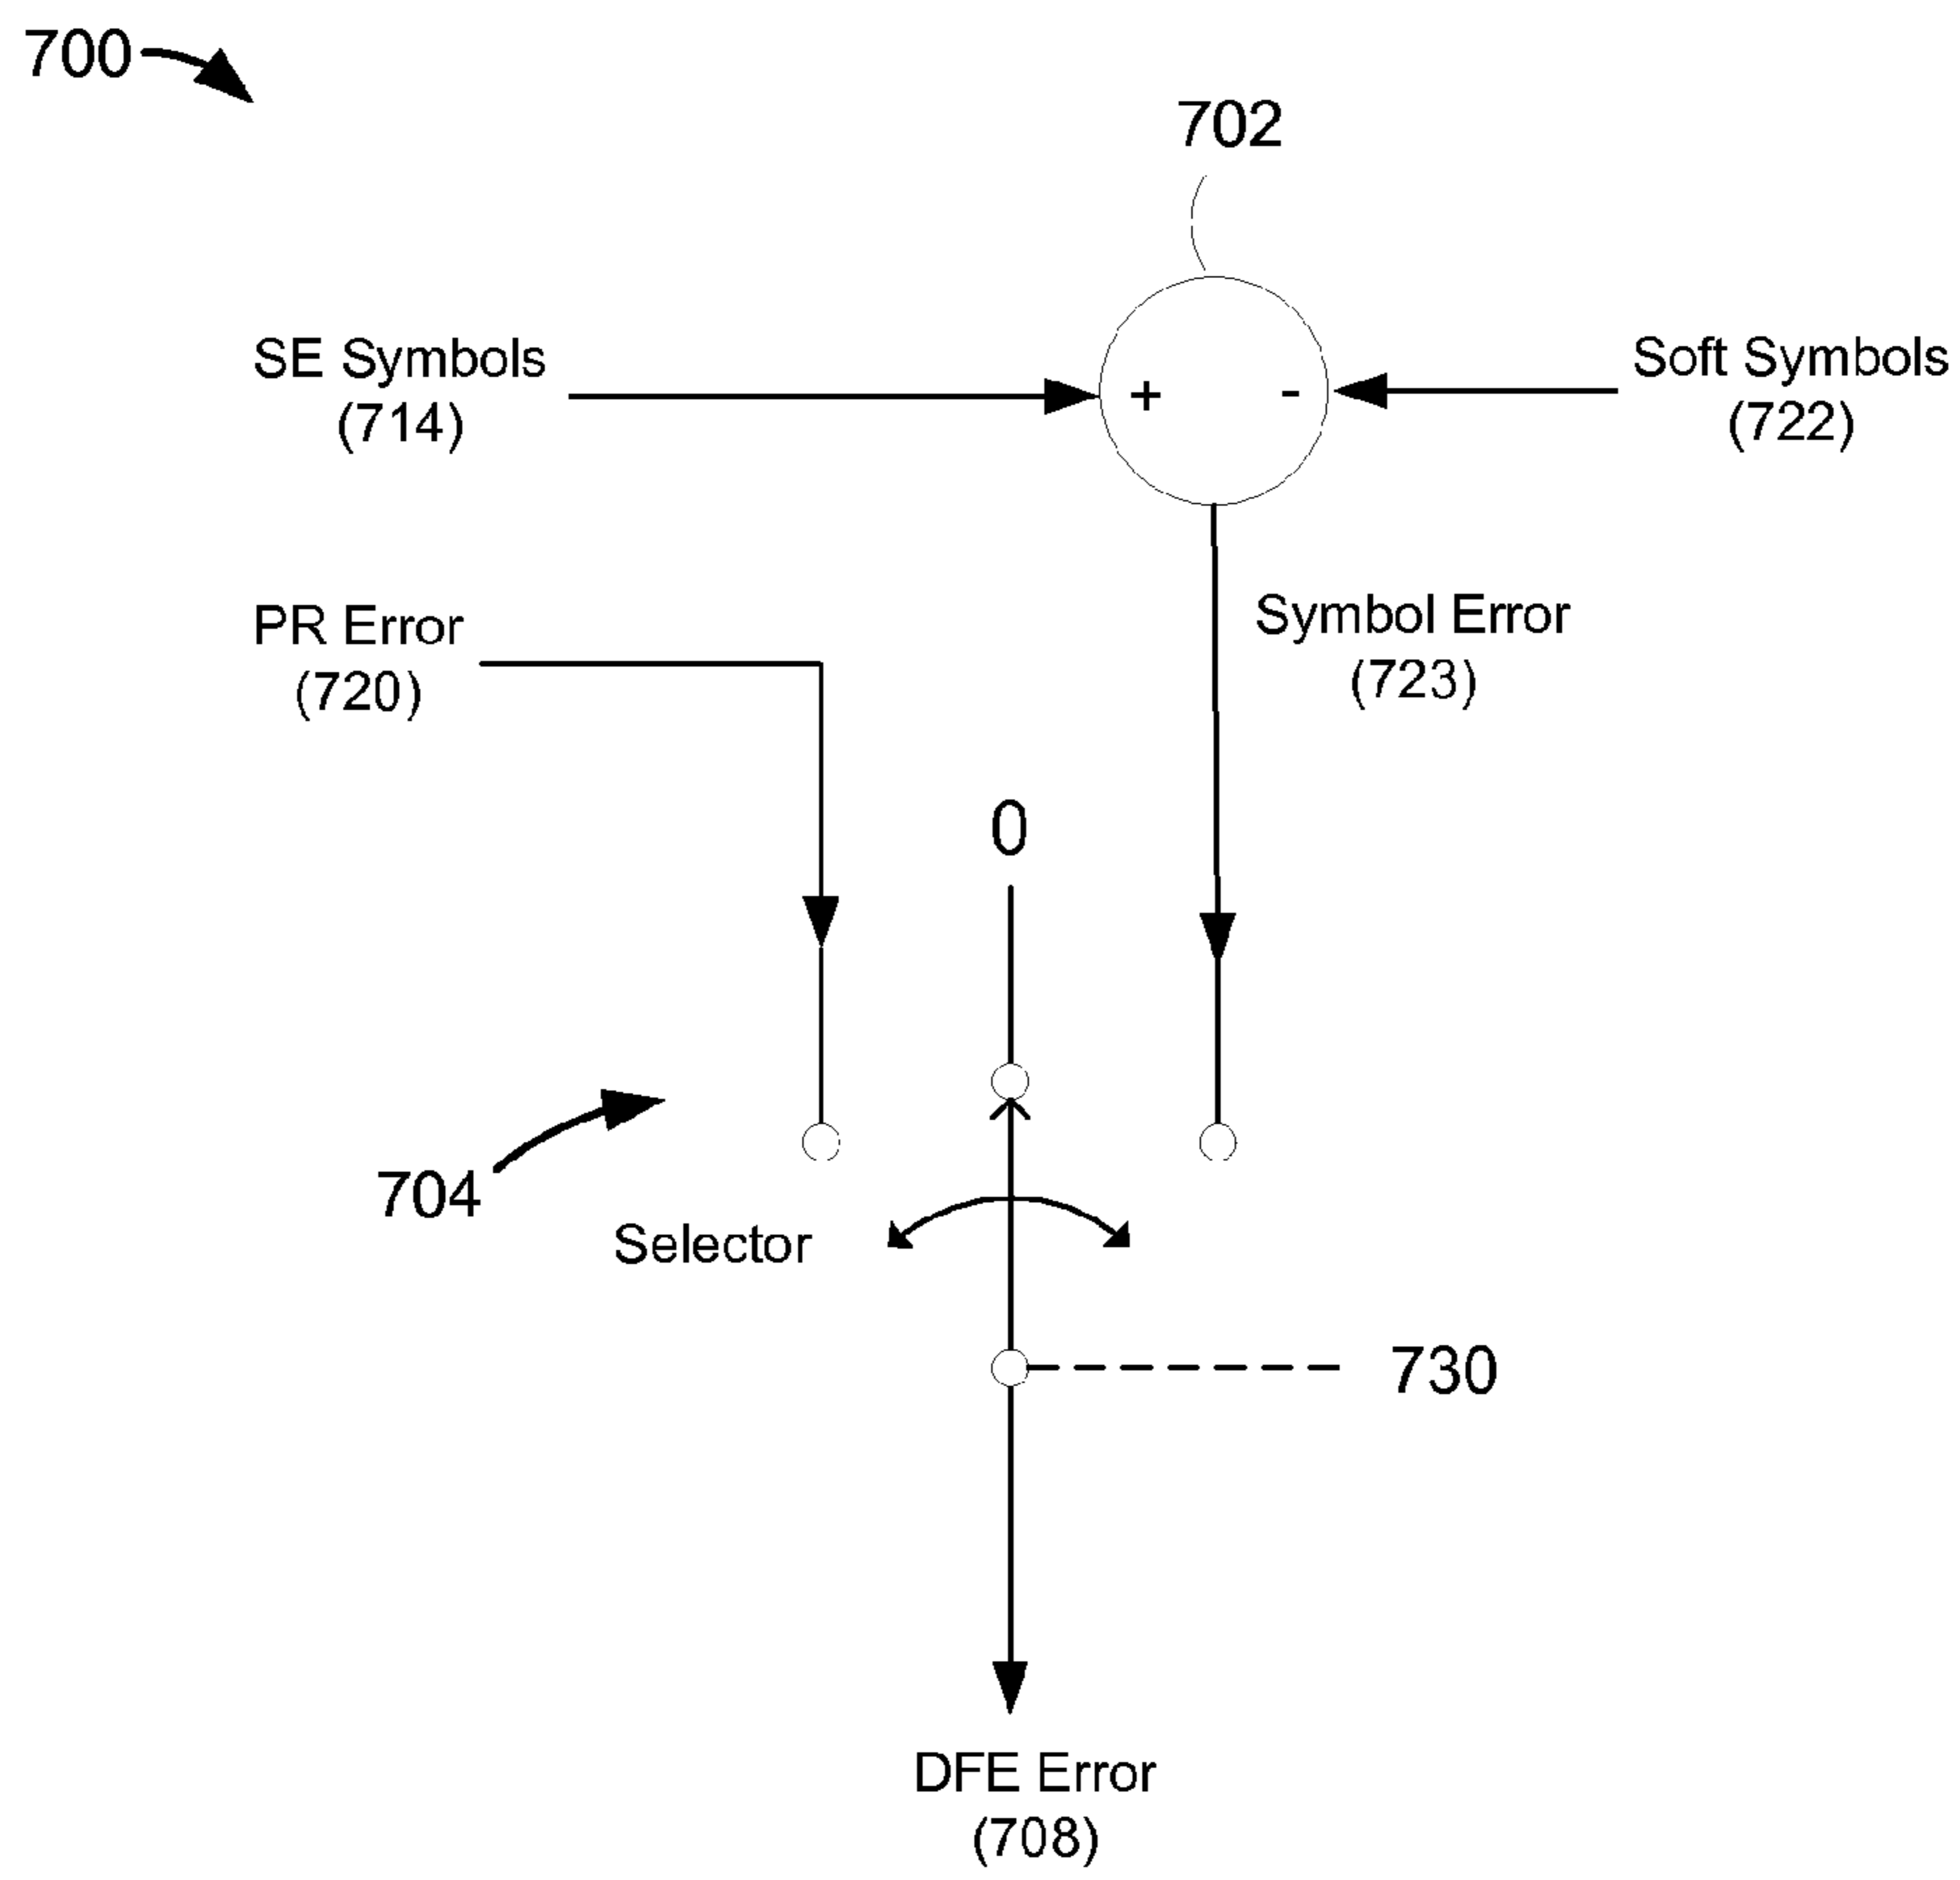 700
702
SE Symbols
(714)
+
-
Soft Symbols
(722)
PR Error
(720)
Symbol Error
(723)
0
704
Selector
730
DFE Error
(708)